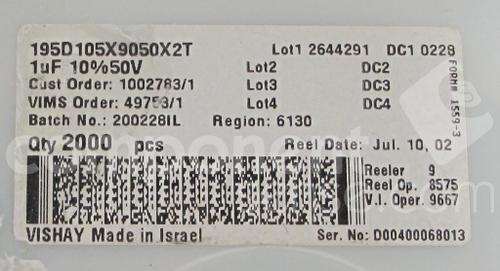 195D105X9050X2T Lot1 2644291 DC1 0228
1uF 10%50V Lot2 DC2
Cust Order: 1002783/1 Lot3 DC3
VIMS Order: 49753/1 Lot4 DC4
Batch No.: 200228IL Region: 6130
FORM# 1559-3
Qty 2000 pcs Reel Date: Jul. 10, 02
Reeler 9
Reel Op. 8575
V.I. Oper. 9667
VISHAY Made in Israel Ser. No: D00400068013